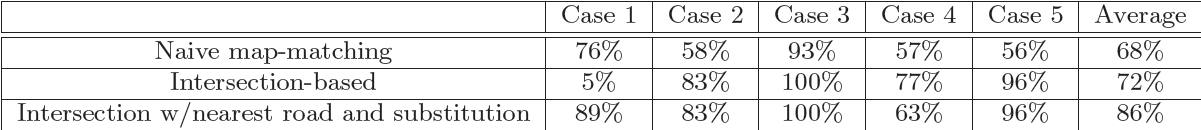 Case 1 Case 2 Case 3 Case 4 Case 5 Average
Naive map-matching 76% 58% 93% 57% 56% 68%
Intersection-based 5% 83% 100% 77% 96% 72%
Intersection w/nearest road and substitution 89% 83% 100% 63% 96% 86%